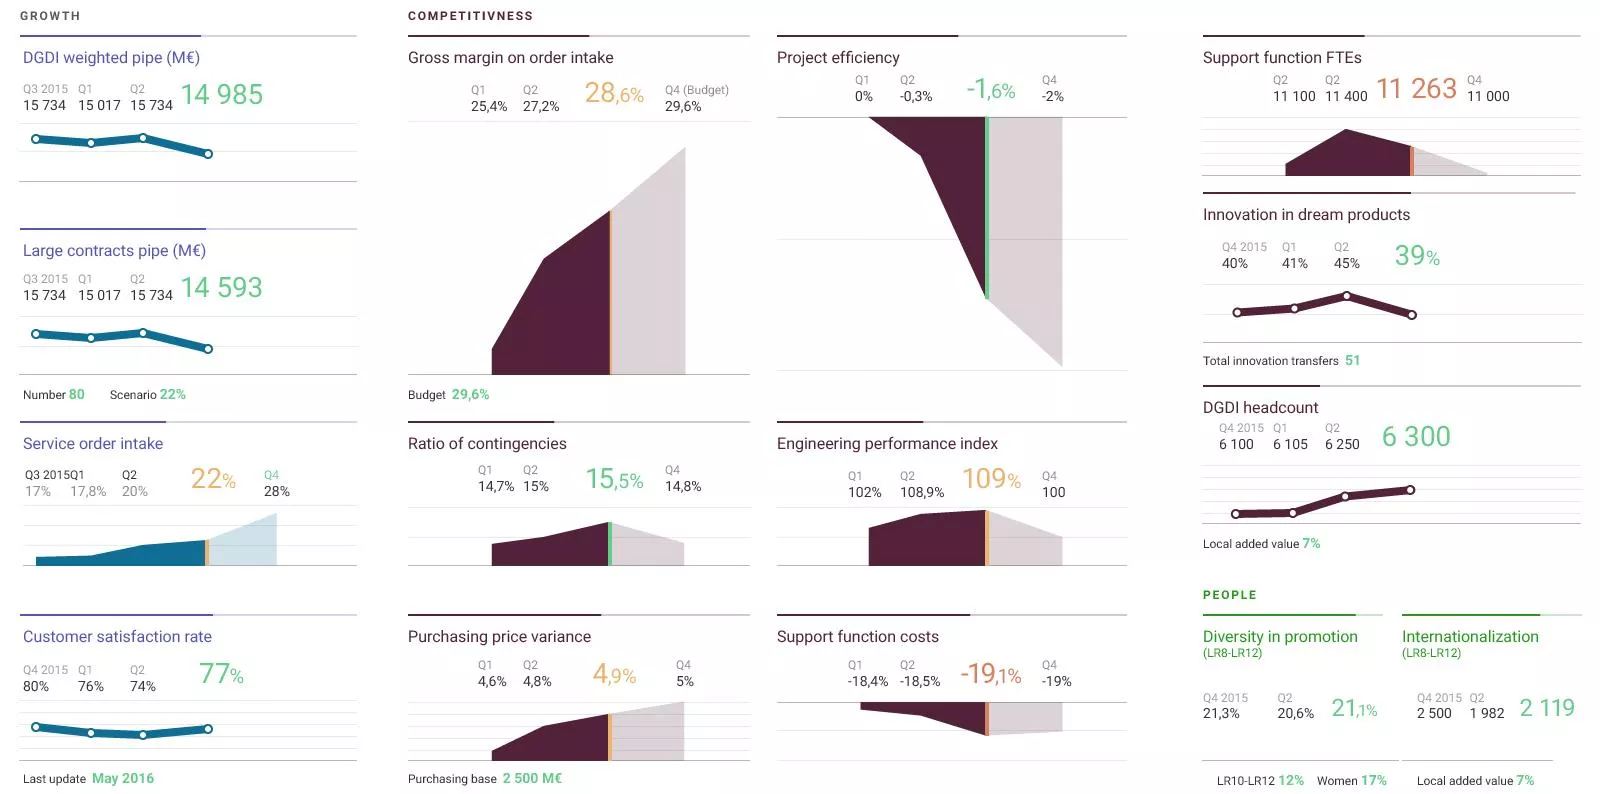 GROWTH
DGDI weighted pipe (M€)
Q3 2015 Q1 Q2
15 734 15 017 15 734 14 985
Large contracts pipe (M€)
Q3 2015 Q1 Q2
15 734 15 017 15 734 14 593
Number 80 Scenario 22%
Service order intake
Q3 2015Q1 Q2 22% Q4
17% 17,8% 20% 28%
Customer satisfaction rate
Q4 2015 Q1 Q2 77%
80% 76% 74%
Last update May 2016
COMPETITIVNESS
Gross margin on order intake
Q1 Q2 28,6% Q4 (Budget)
25,4% 27,2% 29,6%
Budget 29,6%
Ratio of contingencies
Q1 Q2 15,5% Q4
14,7% 15% 14,8%
Purchasing price variance
Q1 Q2 4,9% Q4
4,6% 4,8% 5%
Purchasing base 2 500 M€
Project efficiency
Q1 Q2 -1,6% Q4
0% -0,3% -2%
Engineering performance index
Q1 Q2 109% Q4
102% 108,9% 100
Support function costs
Q1 Q2 -19,1% Q4
-18,4% -18,5% -19%
Support function FTEs
Q2 Q2 11 263 Q4
11 100 11 400 11 000
Innovation in dream products
Q4 2015 Q1 Q2 39%
40% 41% 45%
Total innovation transfers 51
DGDI headcount
Q4 2015 Q1 Q2 6 300
6 100 6 105 6 250
Local added value 7%
PEOPLE
Diversity in promotion
(LR8-LR12)
Q4 2015 Q2 21,1%
21,3% 20,6%
LR10-LR12 12% Women 17%
Internationalization
(LR8-LR12)
Q4 2015 Q2 2 119
2 500 1 982
Local added value 7%